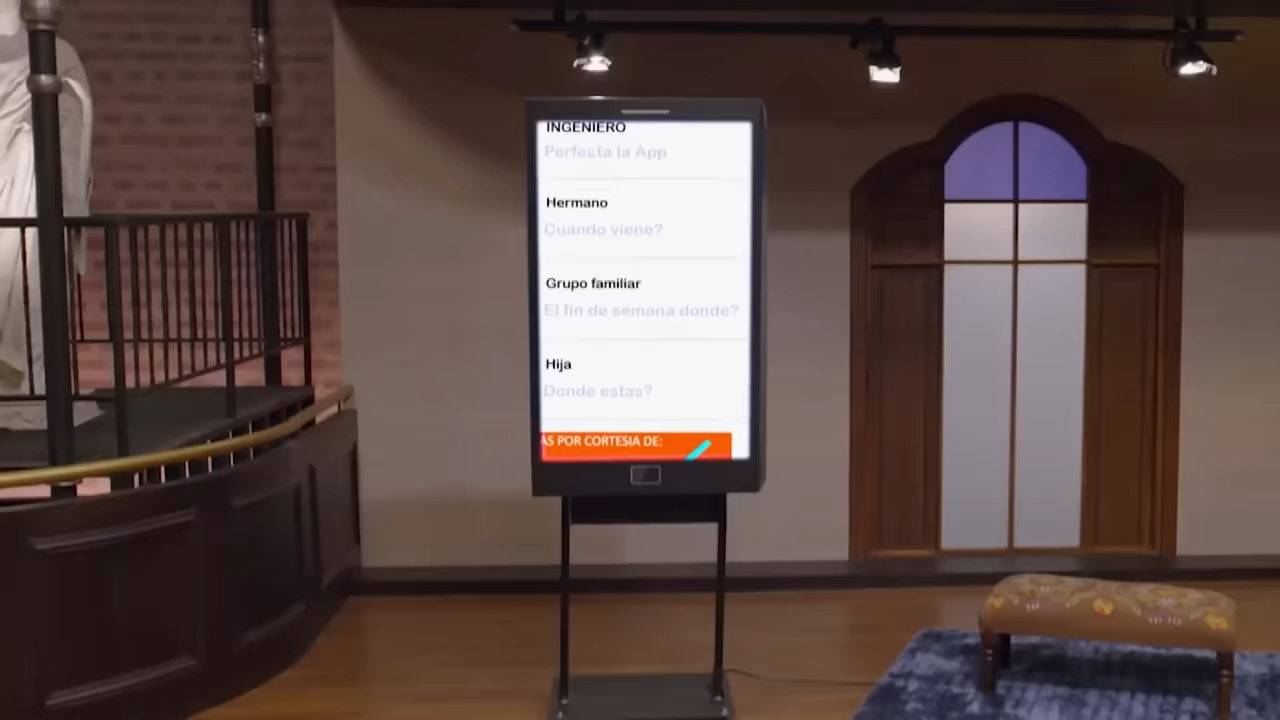 INGENIERO
Perfecta la App
Hermano
Cuando viene?
Grupo familiar
El fin de semana donde?
Hija
Donde estas?
AS POR CORTESIA DE: